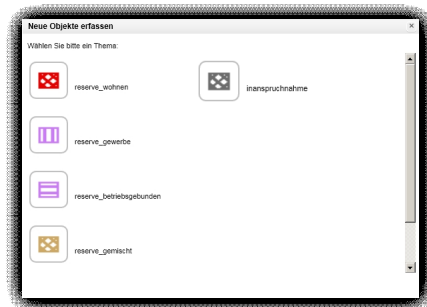 Neue Objekte erfassen
Wählen Sie bitte ein Thema:
reserve_wohnen
inanspruchnahme
reserve_gewerbe
reserve_betriebsgebunden
reserve_gemischt